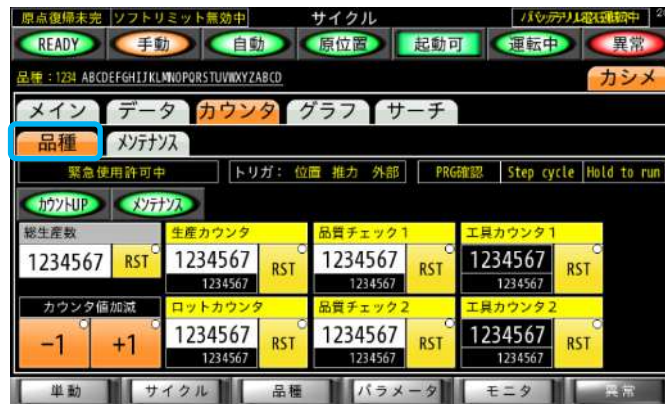 原点復帰未完 ソフトリミット無効中 サイクル
READY 手動 自動 原位置 起動可 運転中 異常
品種：1234 ABCDEFGHIJKLMNOPQRSTUVWXYZABCD カシメ
メイン データ カウンタ グラフ サーチ
品種 メンテナンス
緊急使用許可中 トリガ： 位置 推力 外部 PRG確認 Step cycle Hold to run
カウントUP メンテナンス
総生産数 生産カウンタ 品質チェック1 工具カウンタ1
1234567 RST 1234567 RST 1234567 RST 1234567 RST
1234567 1234567 1234567
カウンタ値加減 ロットカウンタ 品質チェック2 工具カウンタ2
-1 +1 1234567 RST 1234567 RST 1234567 RST
1234567 1234567 1234567
単動 サイクル 品種 パラメータ モニタ 異常